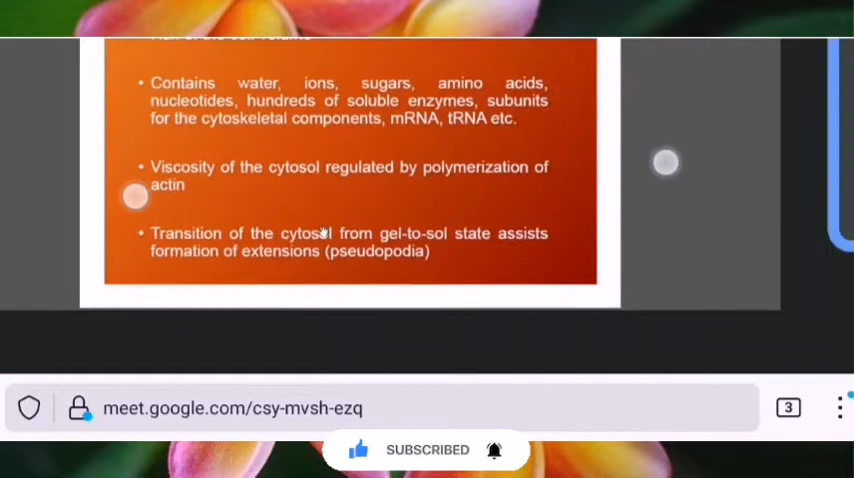 • Contains water, ions, sugars, amino acids,
nucleotides, hundreds of soluble enzymes, subunits
for the cytoskeletal components, mRNA, tRNA etc.
• Viscosity of the cytosol regulated by polymerization of
actin
• Transition of the cytosol from gel-to-sol state assists
formation of extensions (pseudopodia)
meet.google.com/csy-mvsh-ezq
3
SUBSCRIBED